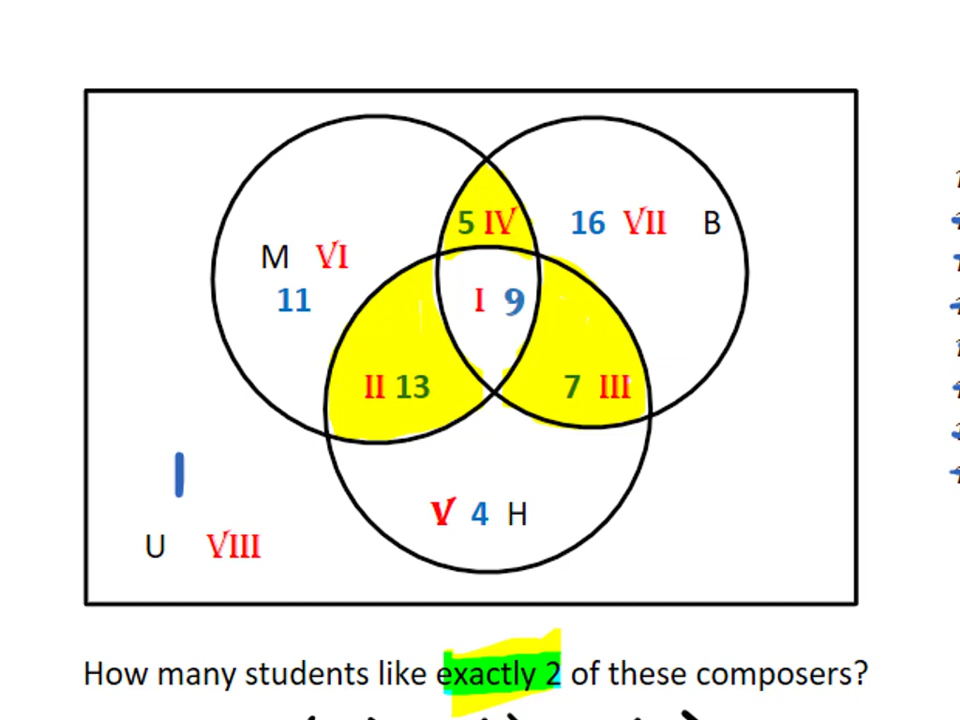 5 IV 16 VII B
M VI
11
I 9
II 13 7 III
V 4 H
U VIII
How many students like exactly 2 of these composers?